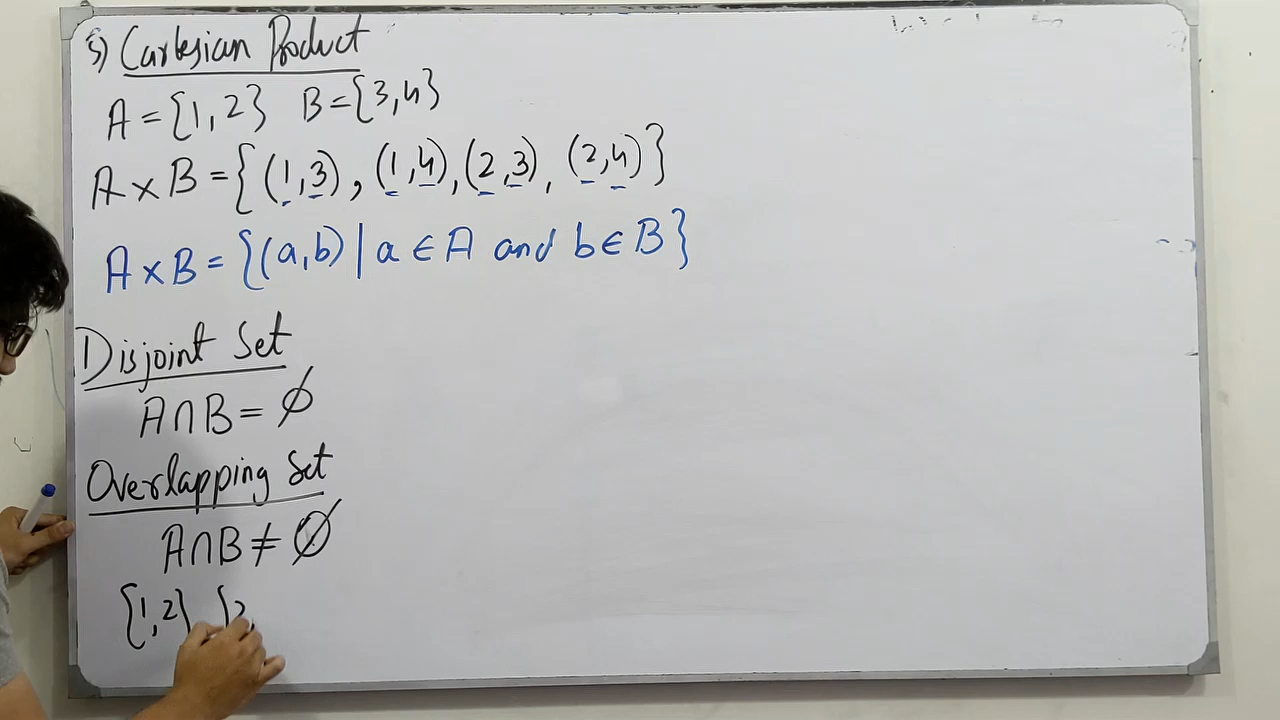 5) Cartesian Product
A = {1,2} B = {3,4}
A × B = {(1,3), (1,4), (2,3), (2,4)}
A × B = {(a,b) | a ∈ A and b ∈ B}
Disjoint Set
A ∩ B = ∅
Overlapping Set
A ∩ B ≠ ∅
{1,2} {2,